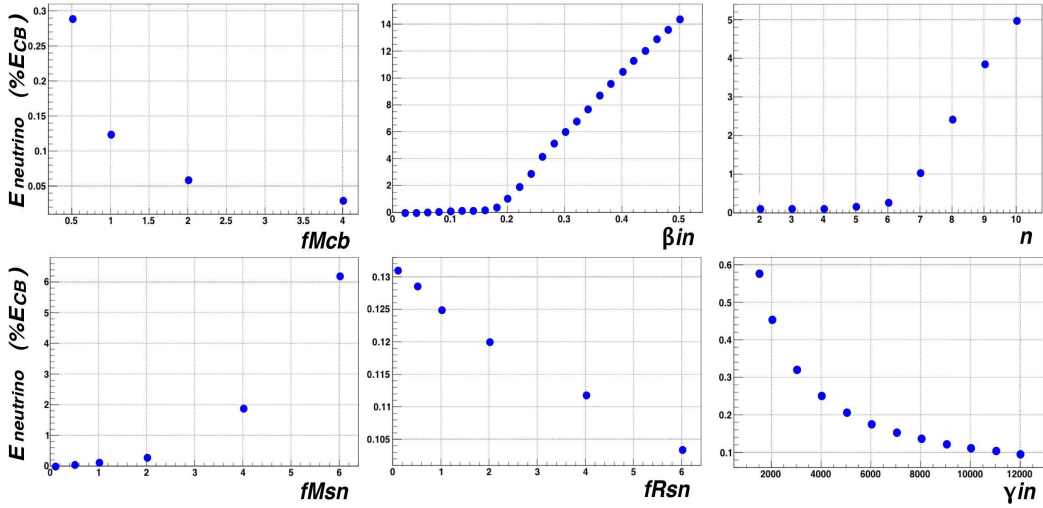 E neutrino (%ECB)
0.3
0.25
0.2
0.15
0.1
0.05
0.5 1 1.5 2 2.5 3 3.5 4
fMcb
14
12
10
8
6
4
2
0
0 0.1 0.2 0.3 0.4 0.5
βin
5
4
3
2
1
0
2 3 4 5 6 7 8 9 10
n
E neutrino (%ECB)
6
5
4
3
2
1
0
0 1 2 3 4 5 6
fMsn
0.13
0.125
0.12
0.115
0.11
0.105
0 1 2 3 4 5 6
fRsn
0.6
0.5
0.4
0.3
0.2
0.1
2000 4000 6000 8000 10000 12000
γin